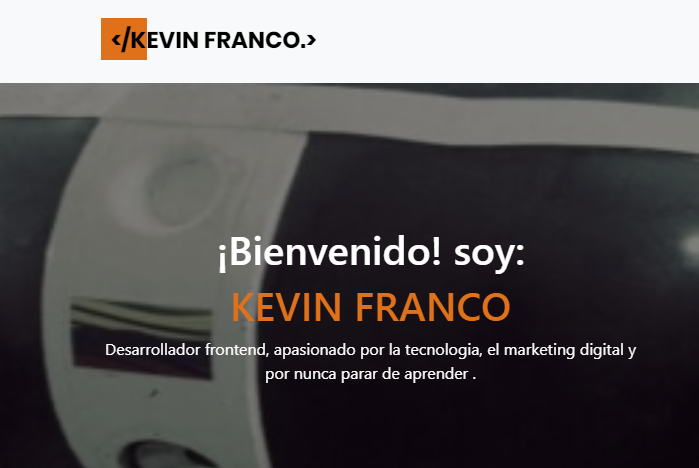 </KEVIN FRANCO.>
¡Bienvenido! soy:
KEVIN FRANCO
Desarrollador frontend, apasionado por la tecnologia, el marketing digital y
por nunca parar de aprender .